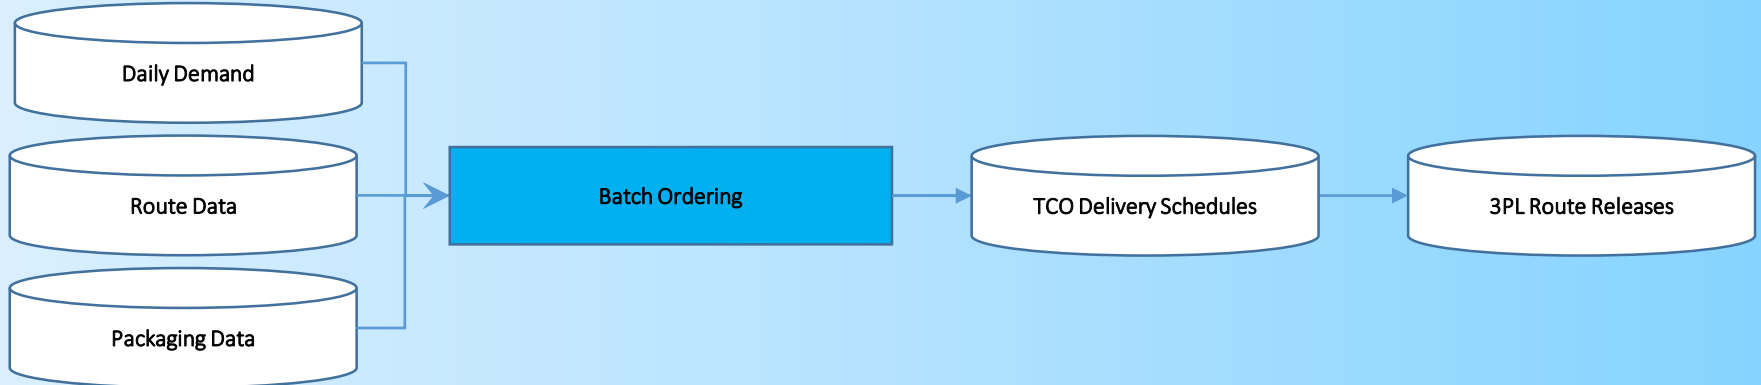 Daily Demand
Route Data
Packaging Data
Batch Ordering
TCO Delivery Schedules
3PL Route Releases